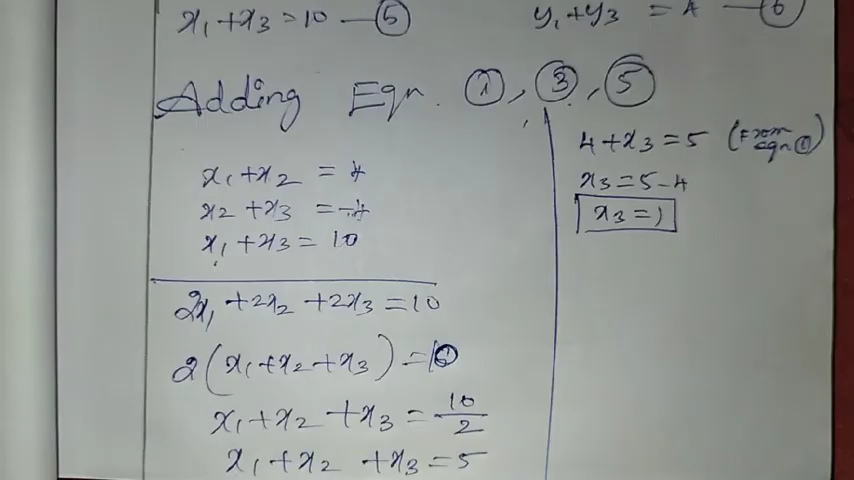 x₁+x₃=10 —⑤
y₁+y₃ = 4 —⑥
Adding Eqn. ①, ③, ⑤
x₁+x₂ = 4
x₂+x₃ = -4
x₁+x₃ = 10
2x₁+2x₂+2x₃=10
2(x₁+x₂+x₃)=10
x₁+x₂+x₃=10/2
x₁+x₂+x₃=5
4+x₃=5 (From eqn ①)
x₃=5-4
x₃=1